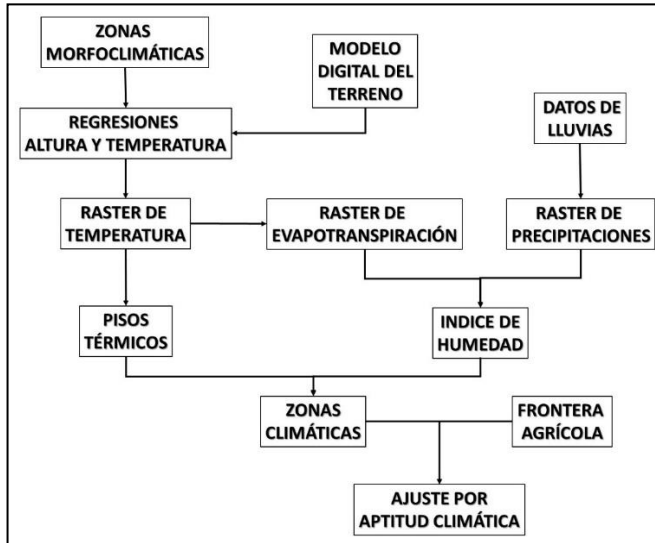 ZONAS
MORFOCLIMÁTICAS
MODELO
DIGITAL DEL
TERRENO
DATOS DE
LLUVIAS
REGRESIONES
ALTURA Y TEMPERATURA
RASTER DE
TEMPERATURA
RASTER DE
EVAPOTRANSPIRACIÓN
RASTER DE
PRECIPITACIONES
PISOS
TÉRMICOS
INDICE DE
HUMEDAD
ZONAS
CLIMÁTICAS
FRONTERA
AGRÍCOLA
AJUSTE POR
APTITUD CLIMÁTICA